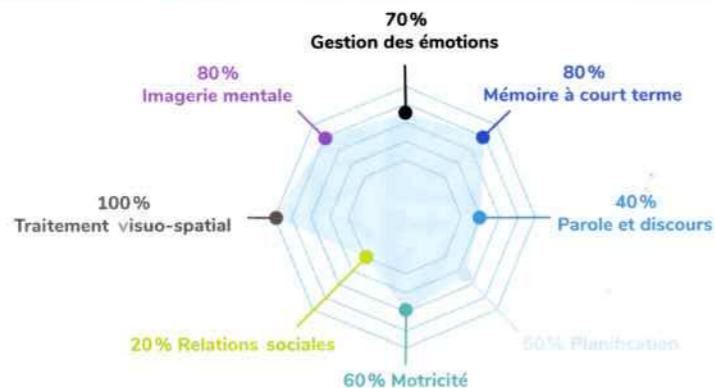 70%
Gestion des émotions
80%
Imagerie mentale
80%
Mémoire à court terme
100%
Traitement visuo-spatial
40%
Parole et discours
20% Relations sociales
50% Planification
60% Motricité